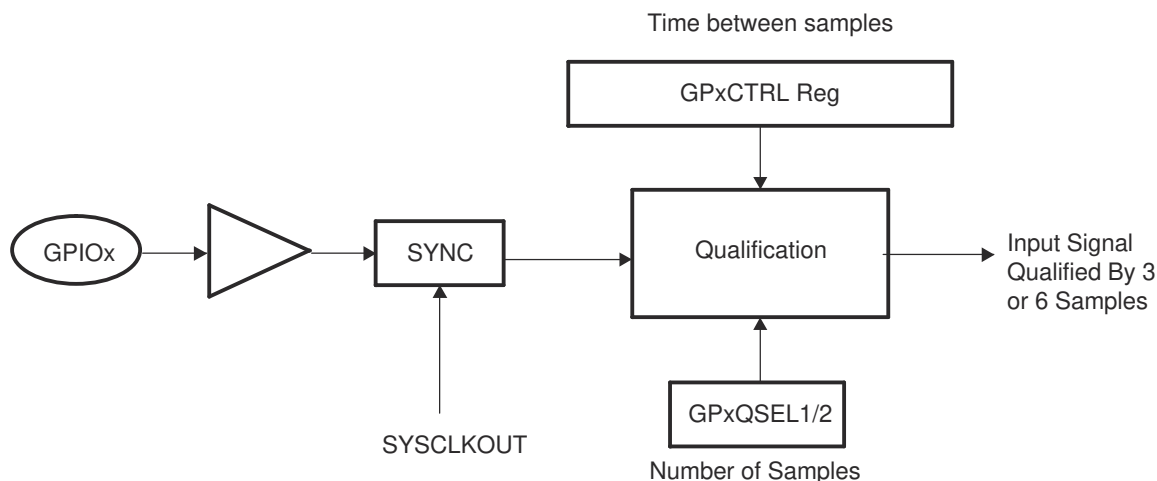 Time between samples
GPxCTRL Reg
GPIOx
SYNC
Qualification
Input Signal
Qualified By 3
or 6 Samples
SYSCLKOUT
GPxQSEL1/2
Number of Samples